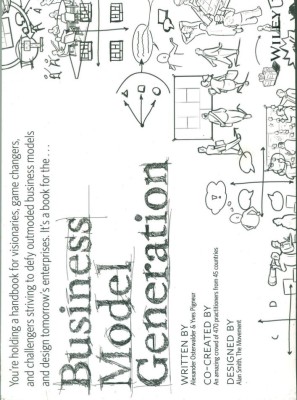 You're holding a handbook for visionaries, game changers,
and challengers striving to defy outmoded business models
and design tomorrow's enterprises. It's a book for the…
Business
Model
Generation
WRITTEN BY
Alexander Osterwalder & Yves Pigneur
CO-CREATED BY
An amazing crowd of 470 practitioners from 45 countries
DESIGNED BY
Alan Smith, The Movement
WILEY
C
D